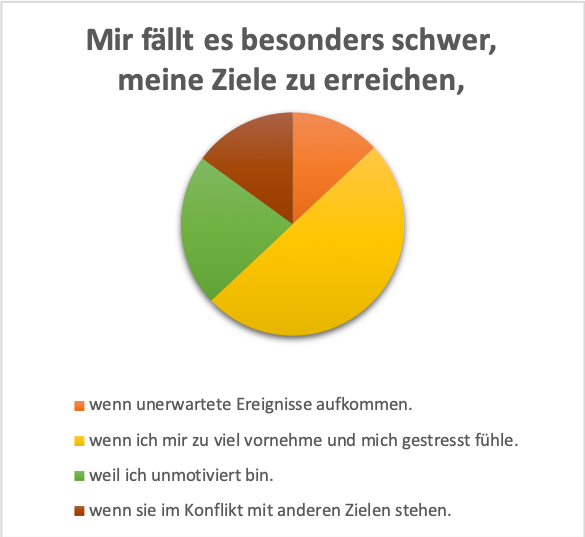 Mir fällt es besonders schwer,
meine Ziele zu erreichen,
wenn unerwartete Ereignisse aufkommen.
wenn ich mir zu viel vornehme und mich gestresst fühle.
weil ich unmotiviert bin.
wenn sie im Konflikt mit anderen Zielen stehen.